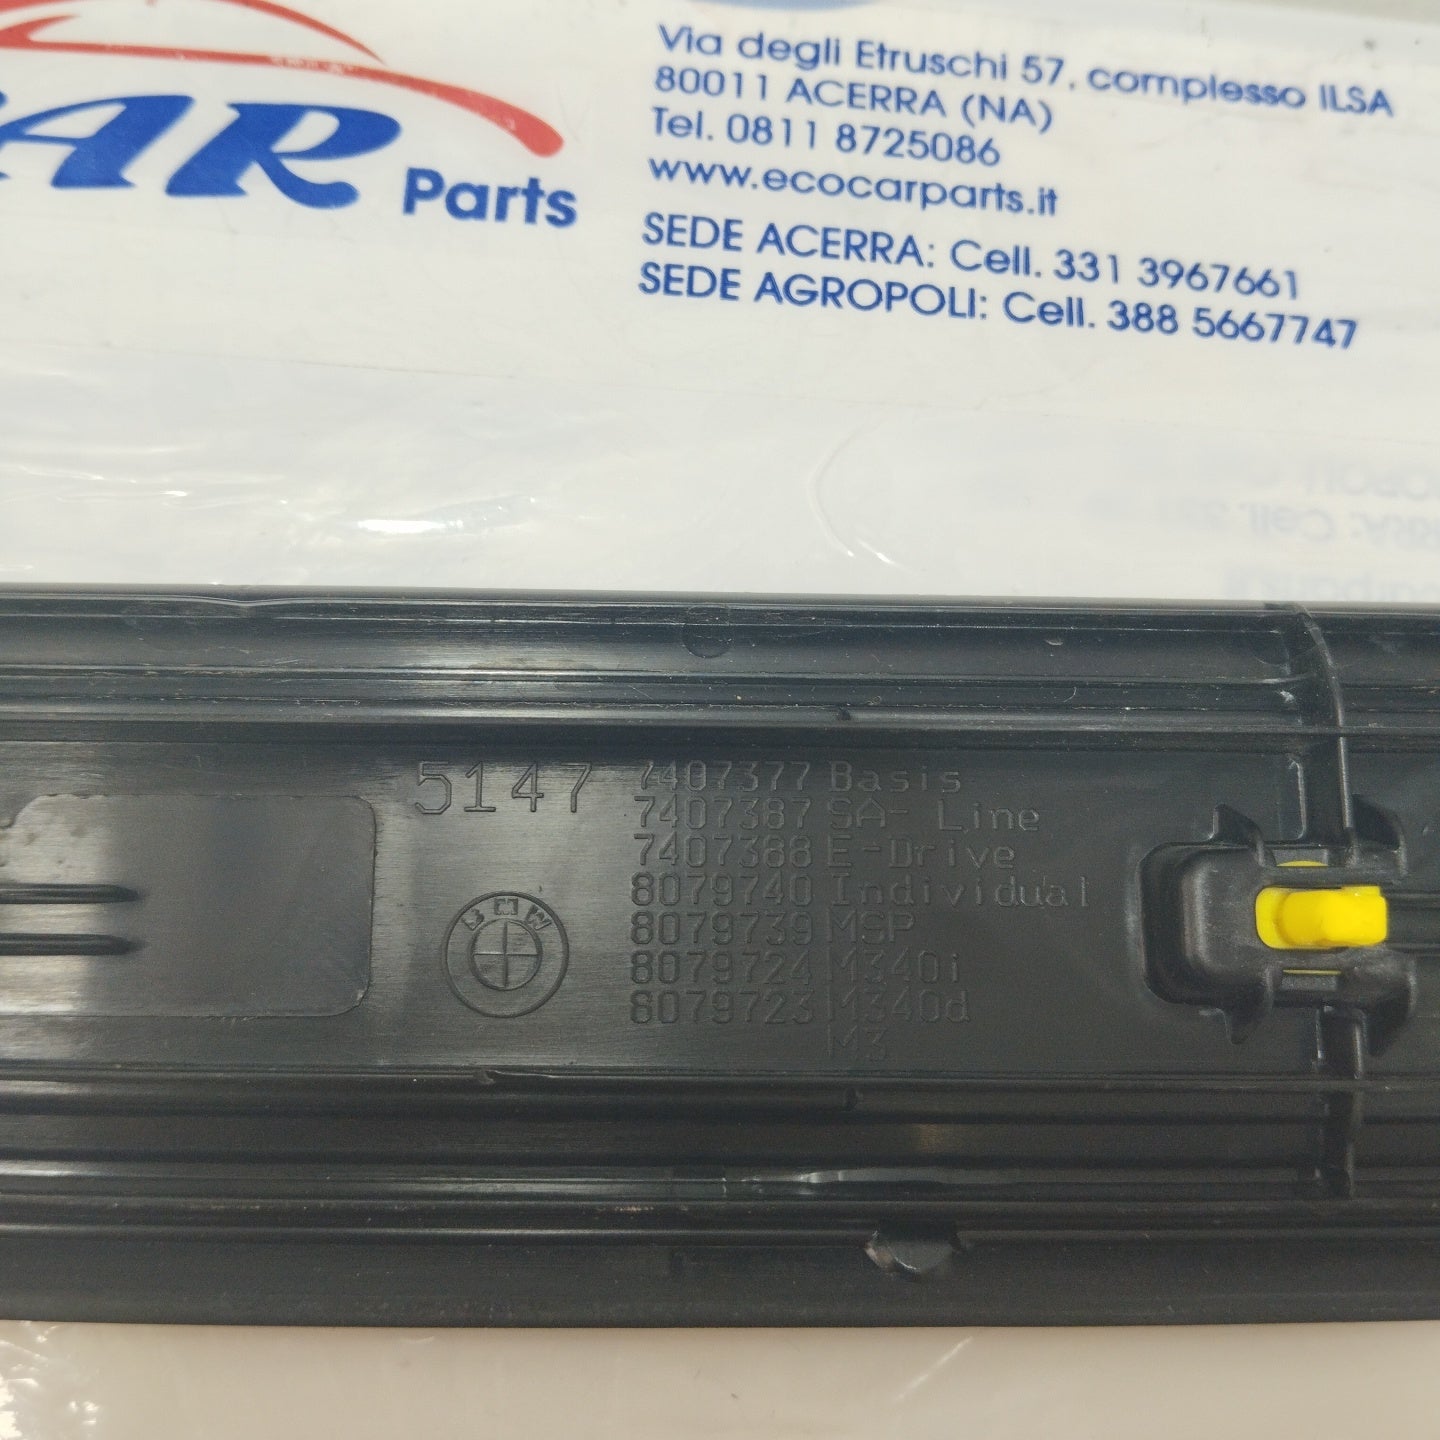 AR Parts
Via degli Etruschi 57, complesso ILSA
80011 ACERRA (NA)
Tel. 0811 8725086
www.ecocarparts.it
SEDE ACERRA: Cell. 331 3967661
SEDE AGROPOLI: Cell. 388 5667747
5147
7407377 Basis
7407387 SA- Line
7407388 E-Drive
8079740 Individual
8079739 MSP
8079724 M340i
8079723 M340d
M3
BMW